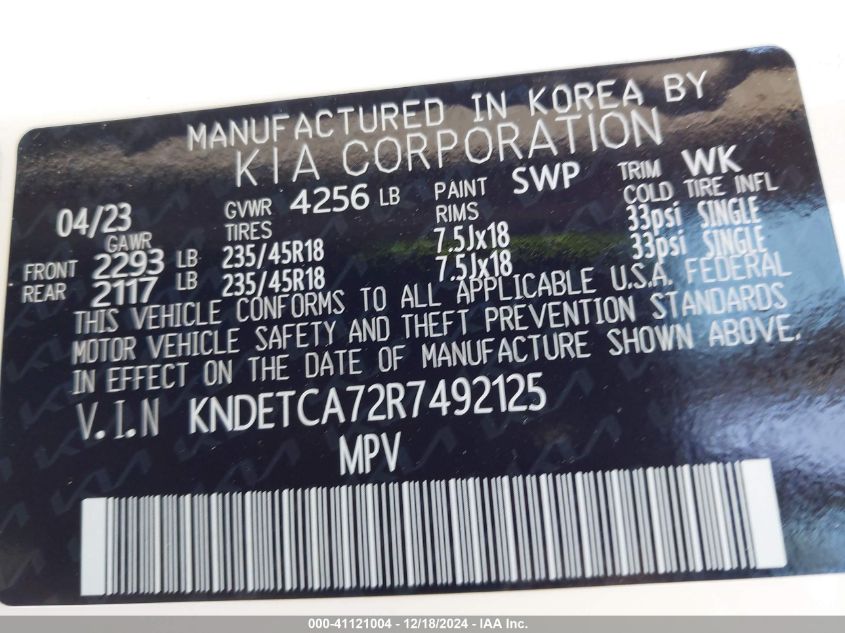 MANUFACTURED IN KOREA BY
KIA CORPORATION
04/23 GVWR 4256 LB PAINT SWP TRIM WK
GAWR TIRES RIMS COLD TIRE INFL
FRONT 2293 LB 235/45R18 7.5Jx18 33psi SINGLE
REAR 2117 LB 235/45R18 7.5Jx18 33psi SINGLE
THIS VEHICLE CONFORMS TO ALL APPLICABLE U.S.A. FEDERAL
MOTOR VEHICLE SAFETY AND THEFT PREVENTION STANDARDS
IN EFFECT ON THE DATE OF MANUFACTURE SHOWN ABOVE.
V.I.N KNDETCA72R7492125
MPV
000-41121004 - 12/18/2024 - IAA Inc.